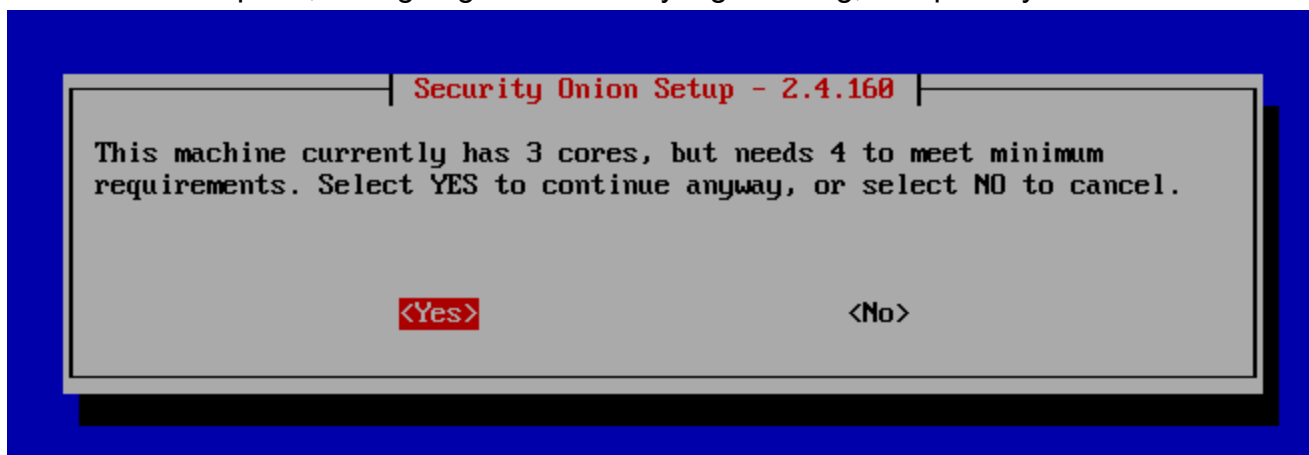 Security Onion Setup - 2.4.160
This machine currently has 3 cores, but needs 4 to meet minimum
requirements. Select YES to continue anyway, or select NO to cancel.
<Yes> <No>